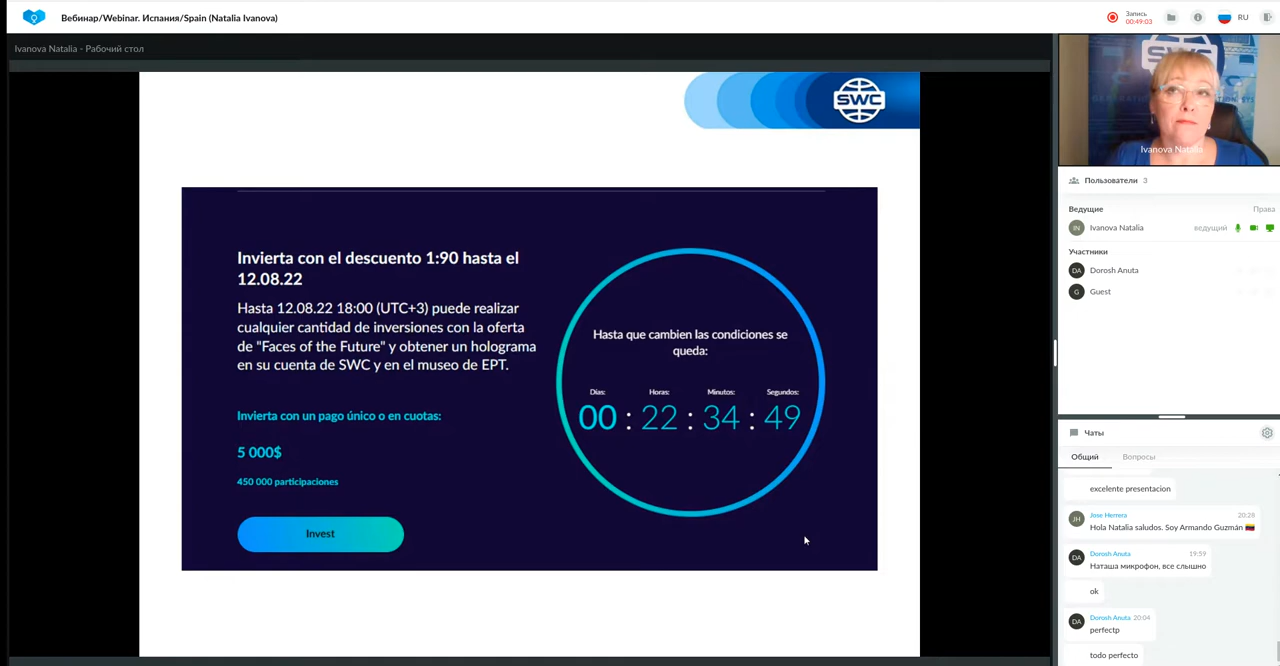 Вебинар/Webinar. Испания/Spain (Natalia Ivanova)
Запись
00:49:03
RU
Ivanova Natalia - Рабочий стол
SWC
Invierta con el descuento 1:90 hasta el
12.08.22
Hasta 12.08.22 18:00 (UTC+3) puede realizar
cualquier cantidad de inversiones con la oferta
de "Faces of the Future" y obtener un holograma
en su cuenta de SWC y en el museo de EPT.
Invierta con un pago único o en cuotas:
5 000$
450 000 participaciones
Invest
Hasta que cambien las condiciones se
queda:
Días: Horas: Minutos: Segundos:
00 : 22 : 34 : 49
SWC
Ivanova Natalia
Пользователи 3
Ведущие Права
IN Ivanova Natalia ведущий
Участники
DA Dorosh Anuta
G Guest
Чаты
Общий Вопросы
excelente presentacion
JH Jose Herrera 20:28
Hola Natalia saludos. Soy Armando Guzmán
DA Dorosh Anuta 19:59
Наташа микрофон, все слышно
ok
DA Dorosh Anuta 20:04
perfectp
todo perfecto